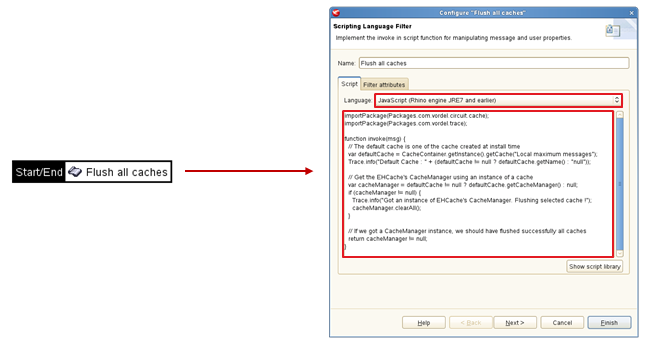 Configure "Flush all caches"
Scripting Language Filter
Implement the invoke in script function for manipulating message and user properties.
Name: Flush all caches
Script Filter attributes
Language: JavaScript (Rhino engine JRE7 and earlier)
importPackage(Packages.com.vordel.circuit.cache);
importPackage(Packages.com.vordel.trace);
function invoke(msg) {
// The default cache is one of the cache created at install time
var defaultCache = CacheContainer.getInstance().getCache("Local maximum messages");
Trace.info("Default Cache : " + (defaultCache != null ? defaultCache.getName() : "null"));
// Get the EHCache's CacheManager using an instance of a cache
var cacheManager = defaultCache != null ? defaultCache.getCacheManager() : null;
if (cacheManager != null) {
Trace.info("Got an instance of EHCache's CacheManager. Flushing selected cache !");
cacheManager.clearAll();
}
// If we got a CacheManager instance, we should have flushed successfully all caches
return cacheManager != null;
}
Show script library
Help < Back Next > Cancel Finish
Start/End Flush all caches